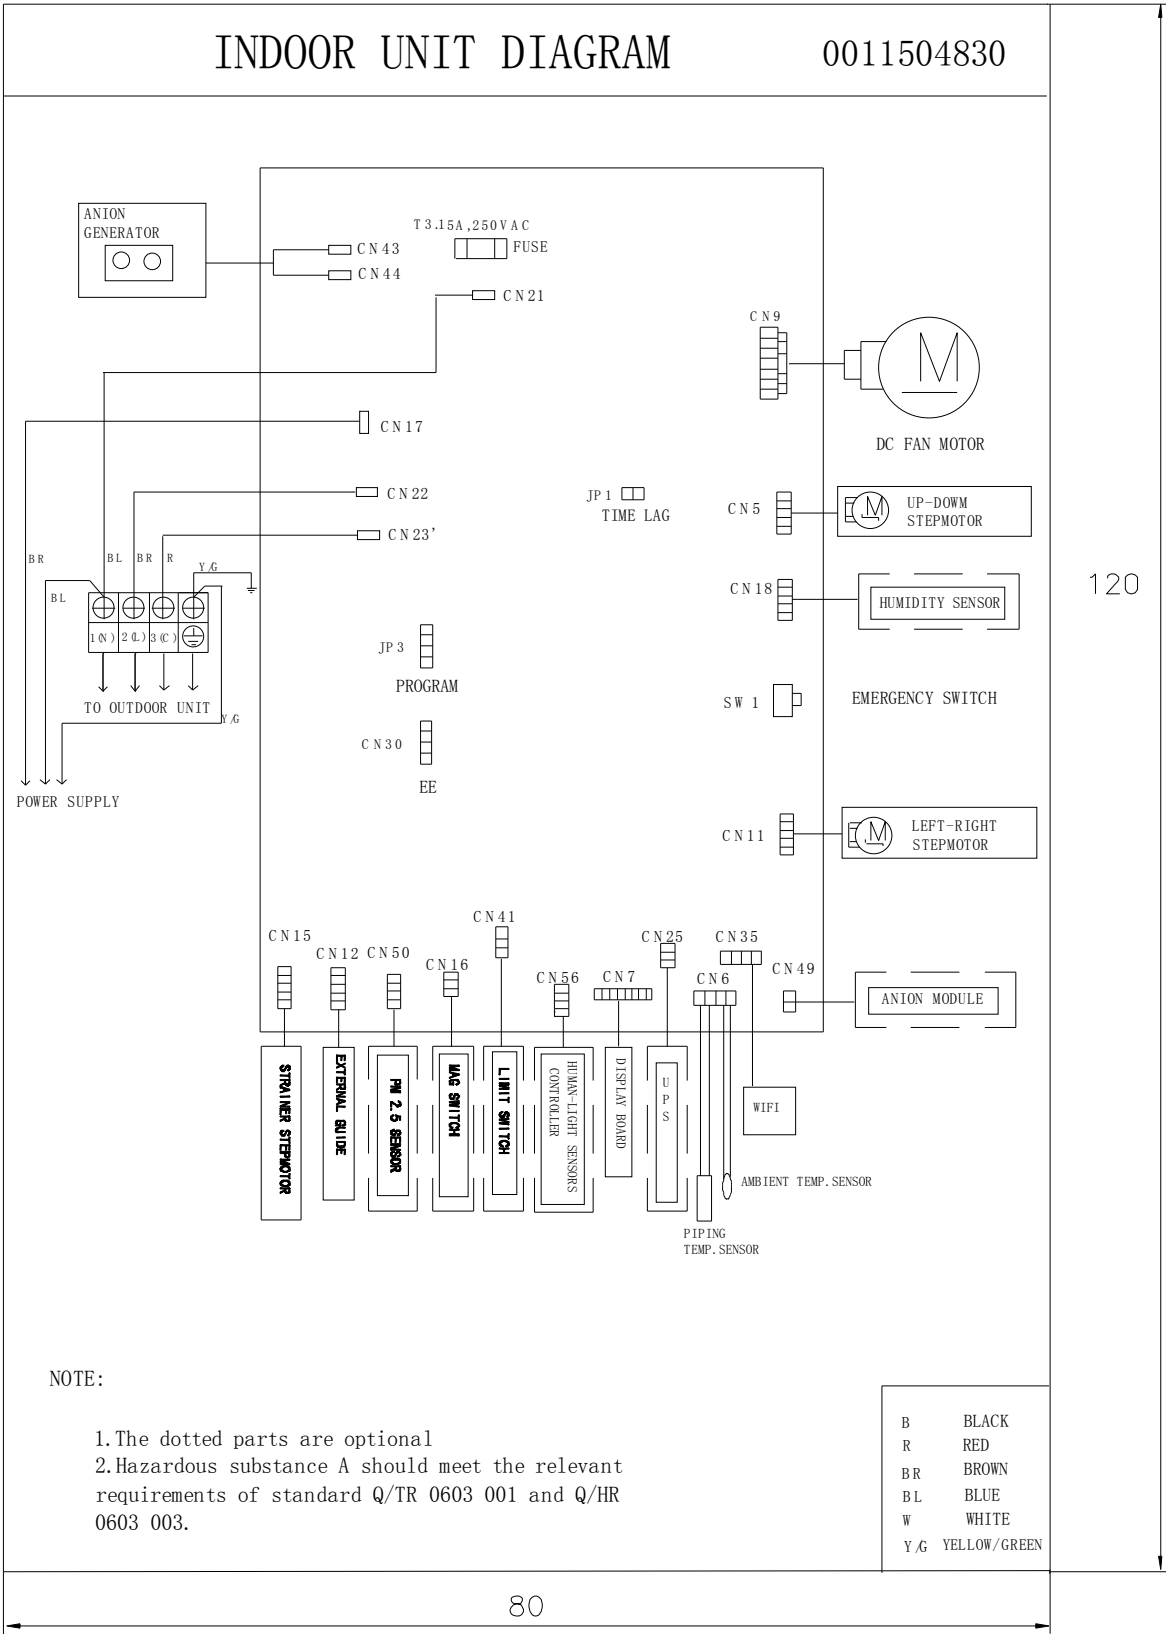 INDOOR UNIT DIAGRAM 0011504830
ANION
GENERATOR
T3.15A,250VAC
FUSE
CN43
CN44
CN21
CN9
DC FAN MOTOR
CN17
CN22
CN23'
JP1
TIME LAG
CN5
UP-DOWM
STEPMOTOR
M
M
BR
BL
BR
R
Y/G
BL
1(N) 2(L) 3(C)
TO OUTDOOR UNIT
Y/G
POWER SUPPLY
CN18
HUMIDITY SENSOR
120
JP3
PROGRAM
SW1
EMERGENCY SWITCH
CN30
EE
CN11
M
LEFT-RIGHT
STEPMOTOR
CN15
CN12
CN50
CN16
CN41
CN56
CN7
CN25
CN6
CN35
CN49
ANION MODULE
STRAINER STEPMOTOR
EXTERNAL GUIDE
PM 2.5 SENSOR
MAG SWITCH
LIMIT SWITCH
HUMAN-LIGHT SENSORS
CONTROLLER
DISPLAY BOARD
UPS
WIFI
AMBIENT TEMP.SENSOR
PIPING
TEMP.SENSOR
NOTE:
1.The dotted parts are optional
2.Hazardous substance A should meet the relevant
requirements of standard Q/TR 0603 001 and Q/HR
0603 003.
B BLACK
R RED
BR BROWN
BL BLUE
W WHITE
Y/G YELLOW/GREEN
80